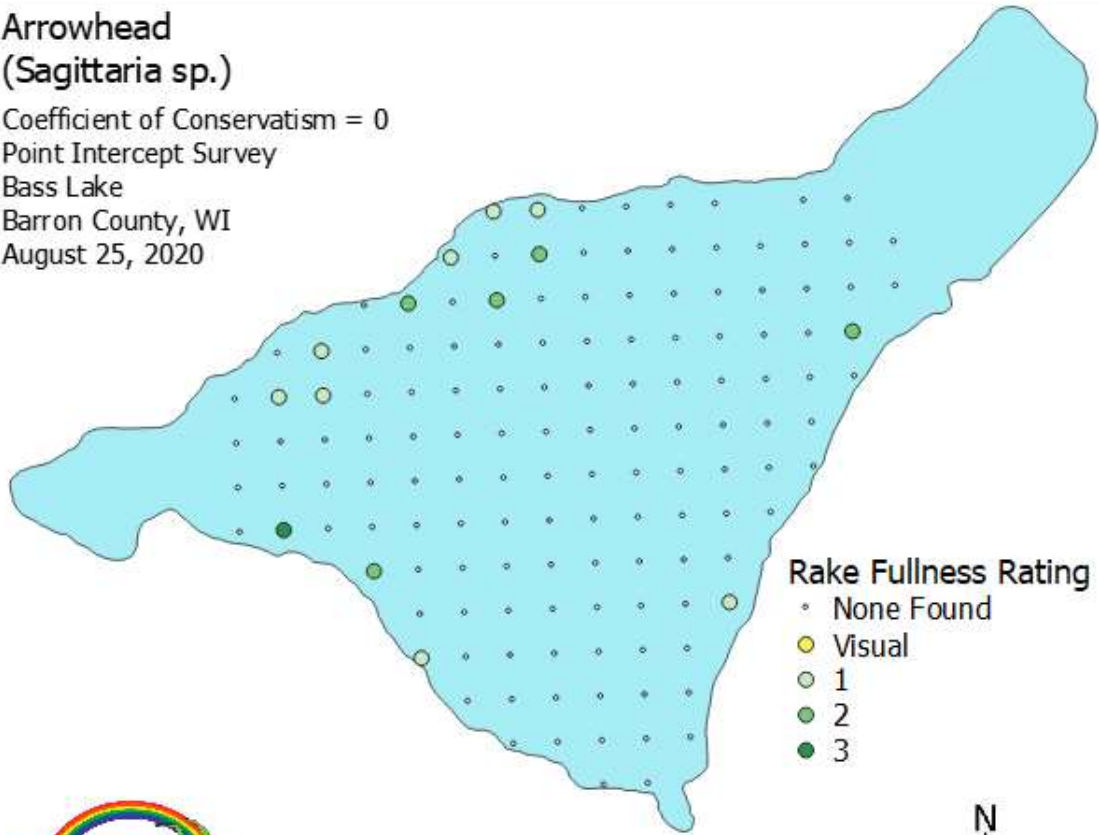 Arrowhead
(Sagittaria sp.)
Coefficient of Conservatism = 0
Point Intercept Survey
Bass Lake
Barron County, WI
August 25, 2020
Rake Fullness Rating
None Found
Visual
1
2
3
N